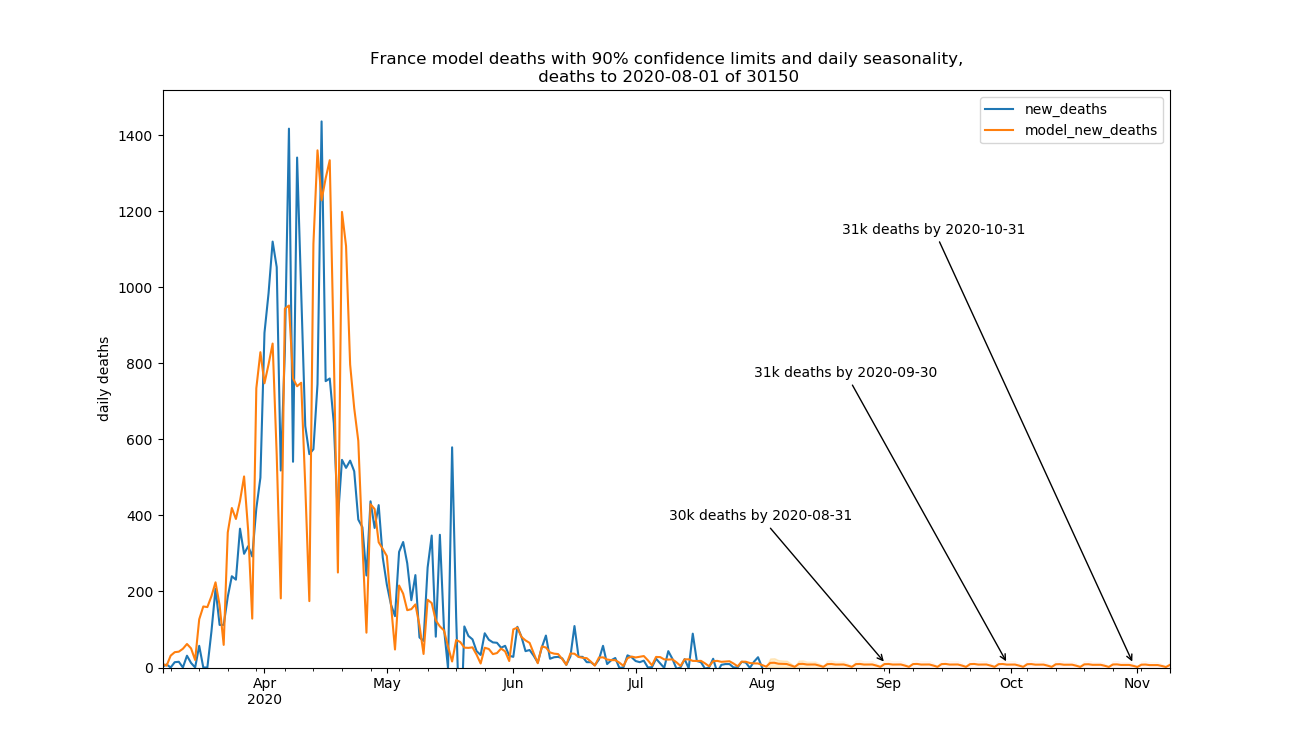 France model deaths with 90% confidence limits and daily seasonality,
deaths to 2020-08-01 of 30150
new_deaths
model_new_deaths
1400
1200
1000
800
600
400
200
0
daily deaths
31k deaths by 2020-10-31
31k deaths by 2020-09-30
30k deaths by 2020-08-31
Apr
2020
May
Jun
Jul
Aug
Sep
Oct
Nov